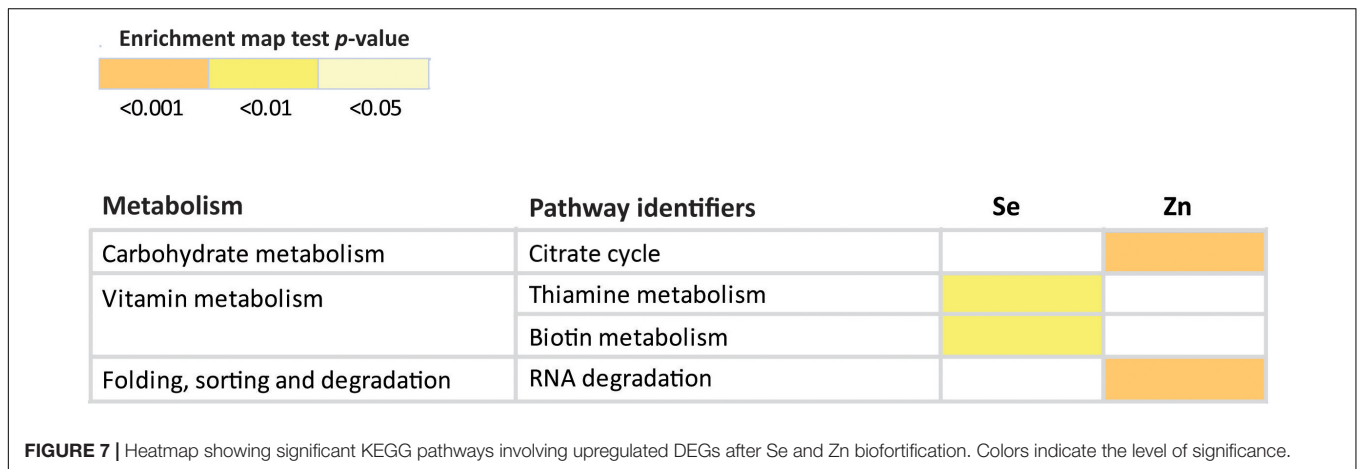 Enrichment map test p-value
<0.001 <0.01 <0.05
Metabolism Pathway identifiers Se Zn
Carbohydrate metabolism Citrate cycle
Vitamin metabolism Thiamine metabolism
Biotin metabolism
Folding, sorting and degradation RNA degradation
FIGURE 7 | Heatmap showing significant KEGG pathways involving upregulated DEGs after Se and Zn biofortification. Colors indicate the level of significance.